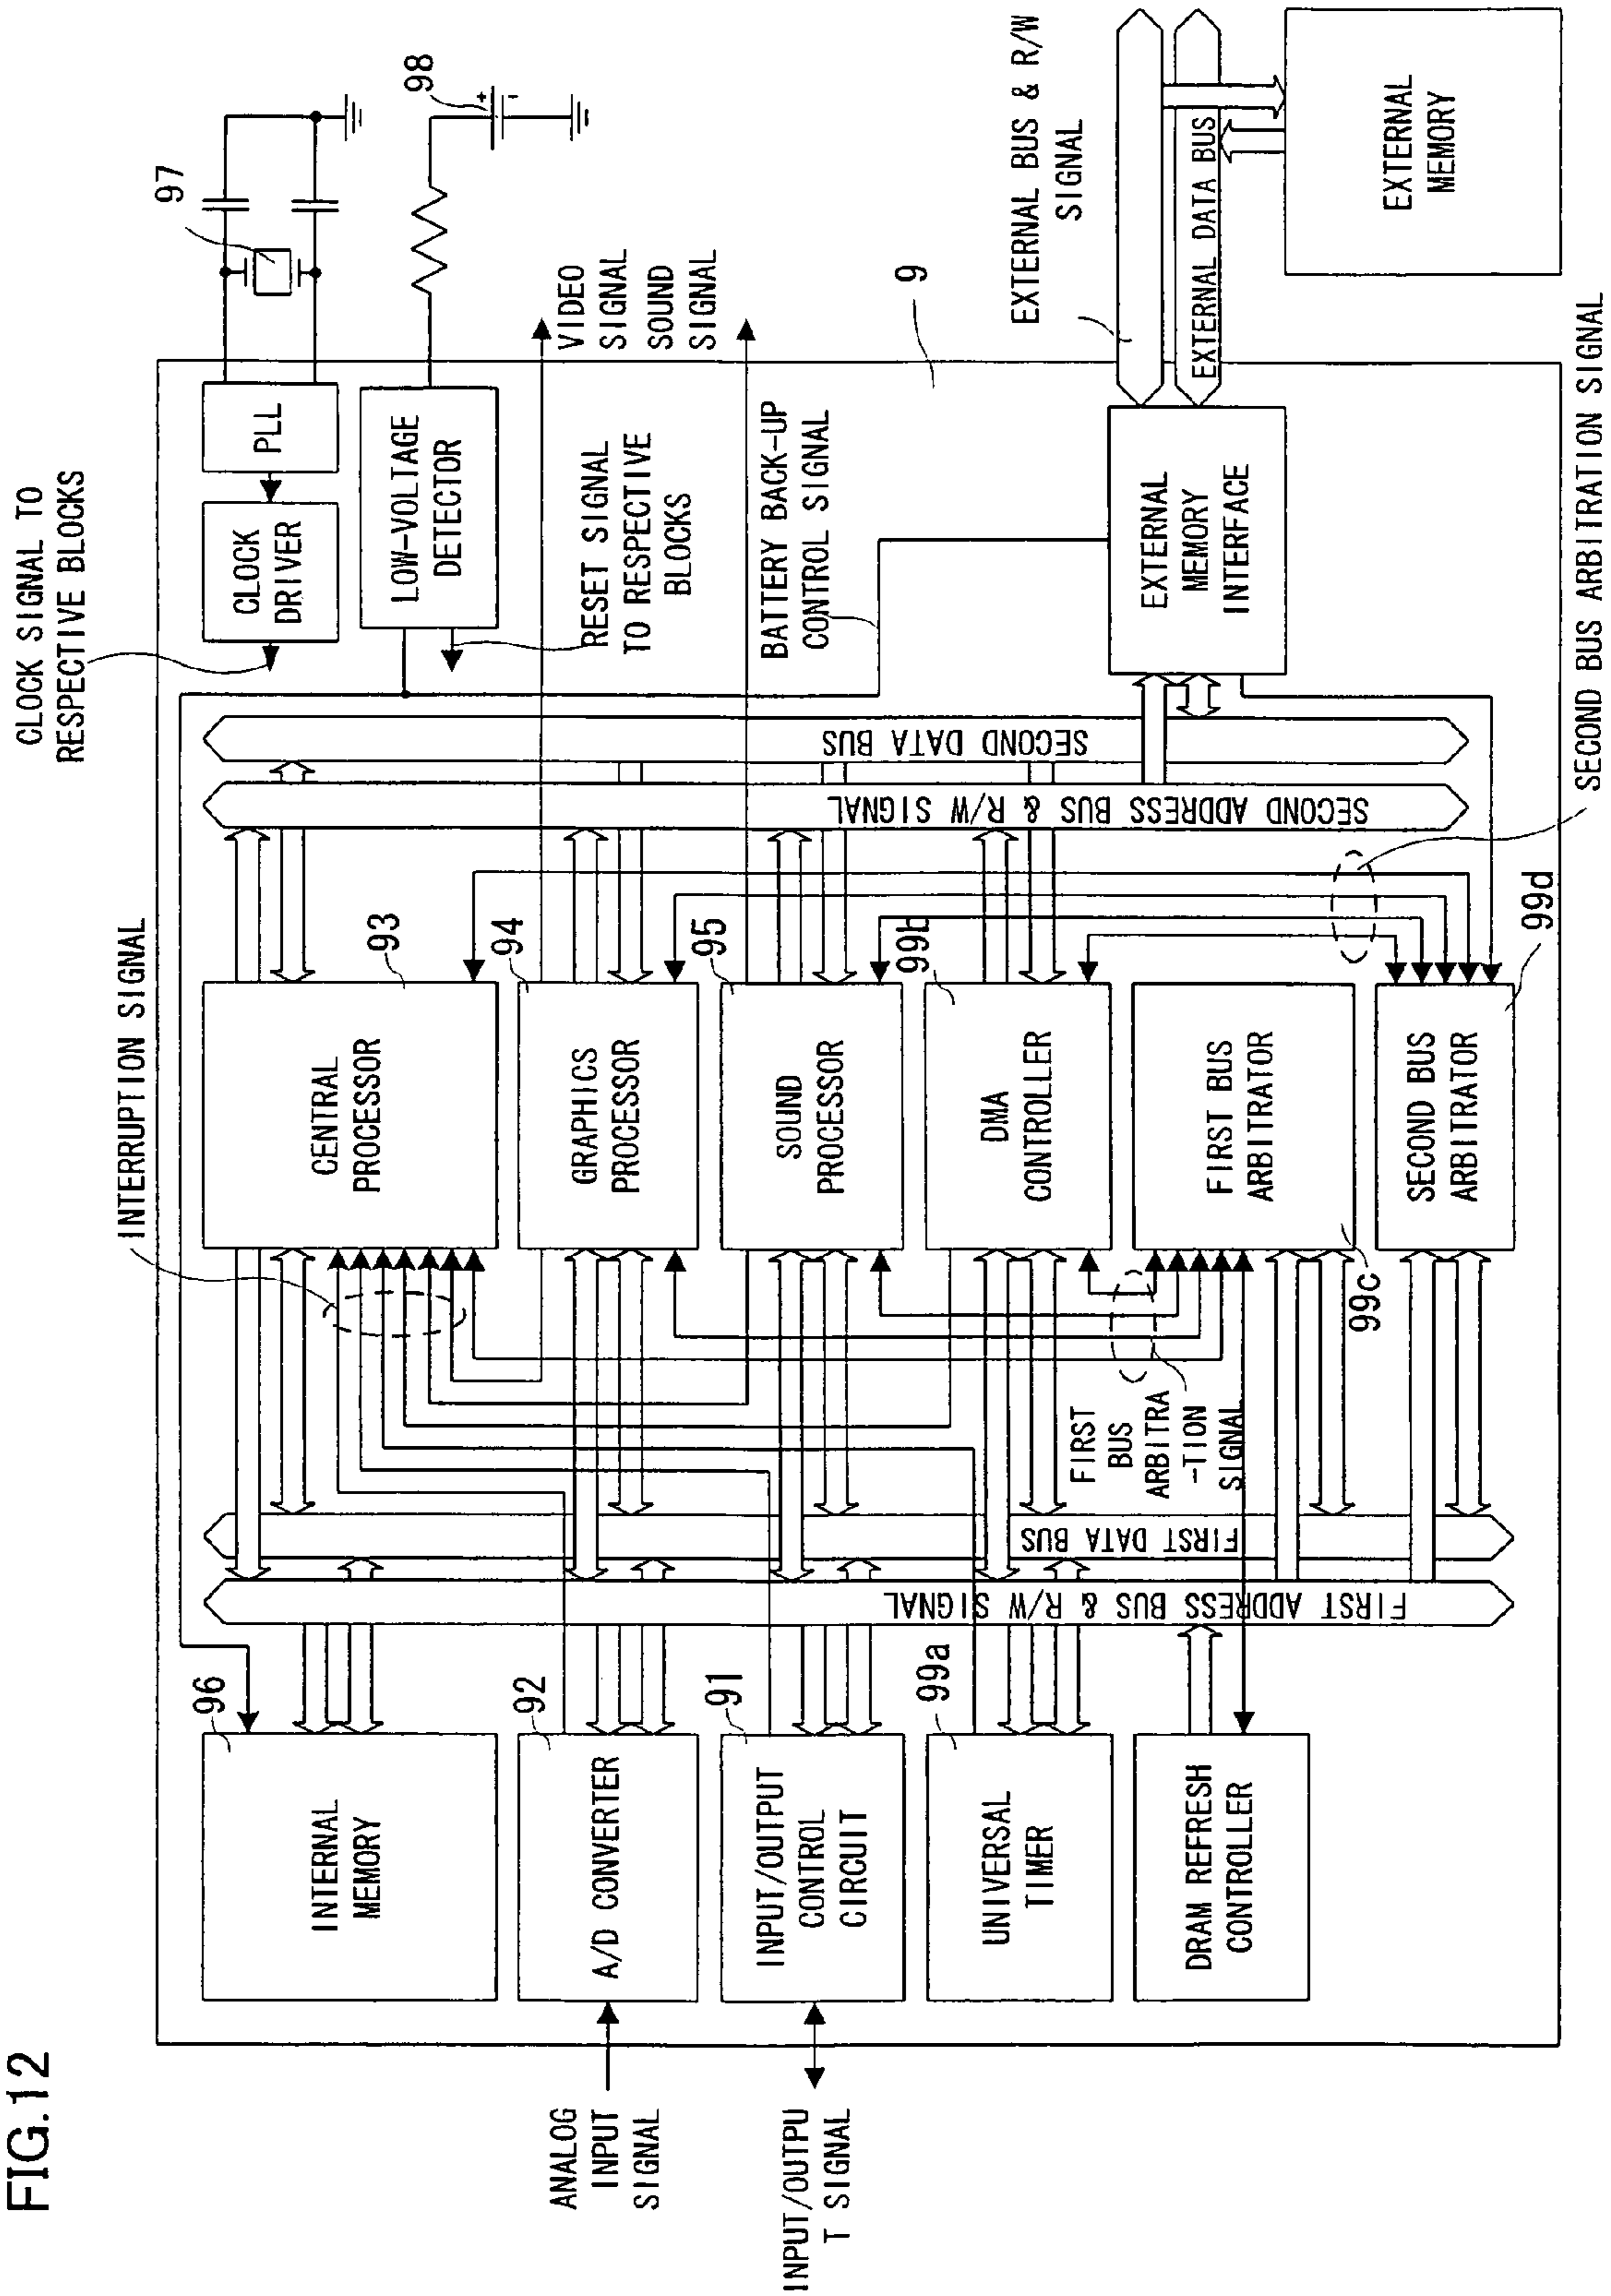 FIG.12
CLOCK SIGNAL TO
RESPECTIVE BLOCKS
INTERRUPTION SIGNAL
97
98
PLL
CLOCK
DRIVER
LOW-VOLTAGE
DETECTOR
RESET SIGNAL
TO RESPECTIVE
BLOCKS
VIDEO
SIGNAL
SOUND
SIGNAL
BATTERY BACK-UP
CONTROL SIGNAL
9
EXTERNAL BUS & R/W
SIGNAL
EXTERNAL DATA BUS
EXTERNAL
MEMORY
EXTERNAL
MEMORY
INTERFACE
SECOND BUS ARBITRATION SIGNAL
SECOND DATA BUS
SECOND ADDRESS BUS & R/W SIGNAL
93
CENTRAL
PROCESSOR
94
GRAPHICS
PROCESSOR
95
SOUND
PROCESSOR
99b
DMA
CONTROLLER
FIRST BUS
ARBITRATOR
99c
SECOND BUS
ARBITRATOR
99d
FIRST
BUS
ARBITRA
-TION
SIGNAL
FIRST DATA BUS
FIRST ADDRESS BUS & R/W SIGNAL
96
INTERNAL
MEMORY
92
A/D CONVERTER
91
INPUT/OUTPUT
CONTROL
CIRCUIT
99a
UNIVERSAL
TIMER
DRAM REFRESH
CONTROLLER
ANALOG
INPUT
SIGNAL
INPUT/OUTPU
T SIGNAL
+
-